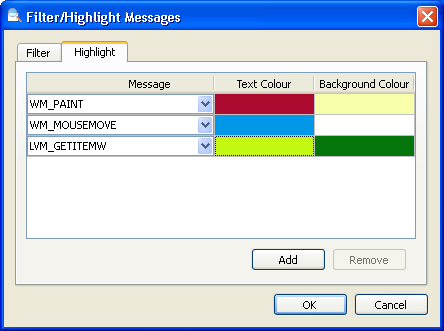 Filter/Highlight Messages
Filter Highlight
Message Text Colour Background Colour
WM_PAINT
WM_MOUSEMOVE
LVM_GETITEMW
Add Remove
OK Cancel